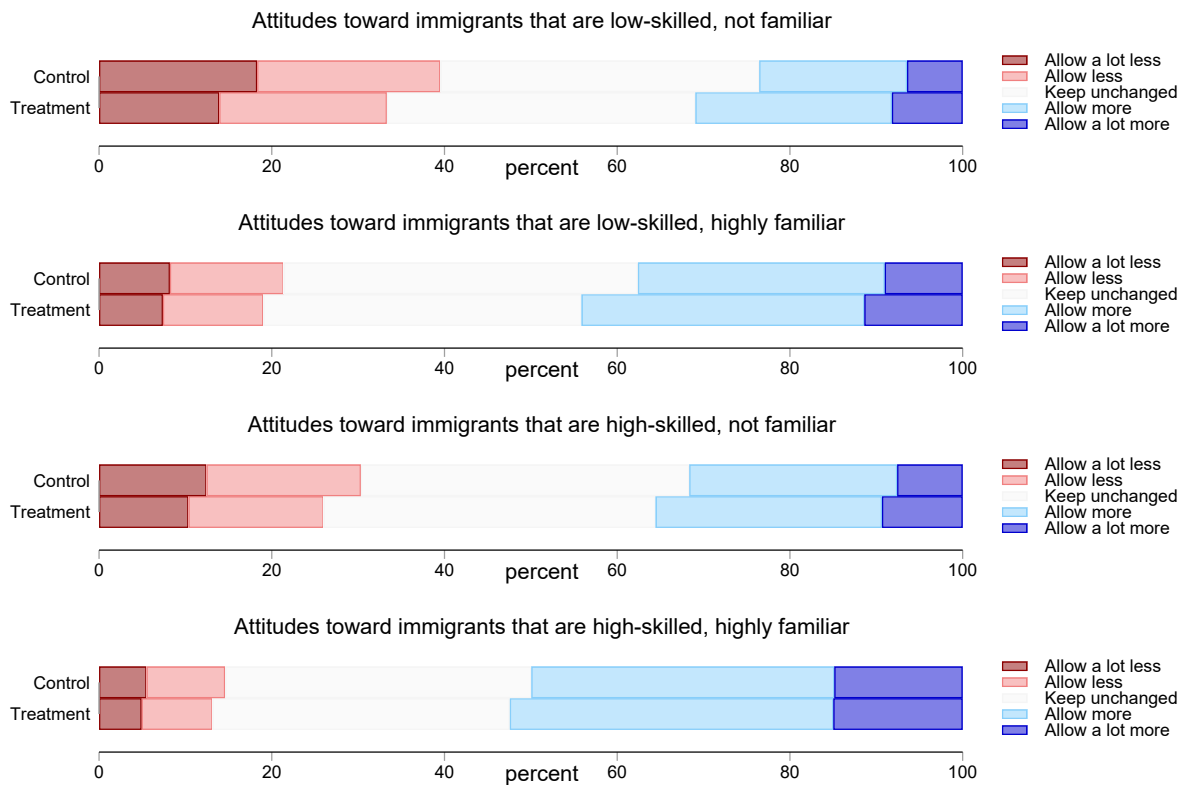 Attitudes toward immigrants that are low-skilled, not familiar
Control
Treatment
Allow a lot less
Allow less
Keep unchanged
Allow more
Allow a lot more
0 20 40 60 80 100
percent
Attitudes toward immigrants that are low-skilled, highly familiar
Control
Treatment
Allow a lot less
Allow less
Keep unchanged
Allow more
Allow a lot more
0 20 40 60 80 100
percent
Attitudes toward immigrants that are high-skilled, not familiar
Control
Treatment
Allow a lot less
Allow less
Keep unchanged
Allow more
Allow a lot more
0 20 40 60 80 100
percent
Attitudes toward immigrants that are high-skilled, highly familiar
Control
Treatment
Allow a lot less
Allow less
Keep unchanged
Allow more
Allow a lot more
0 20 40 60 80 100
percent